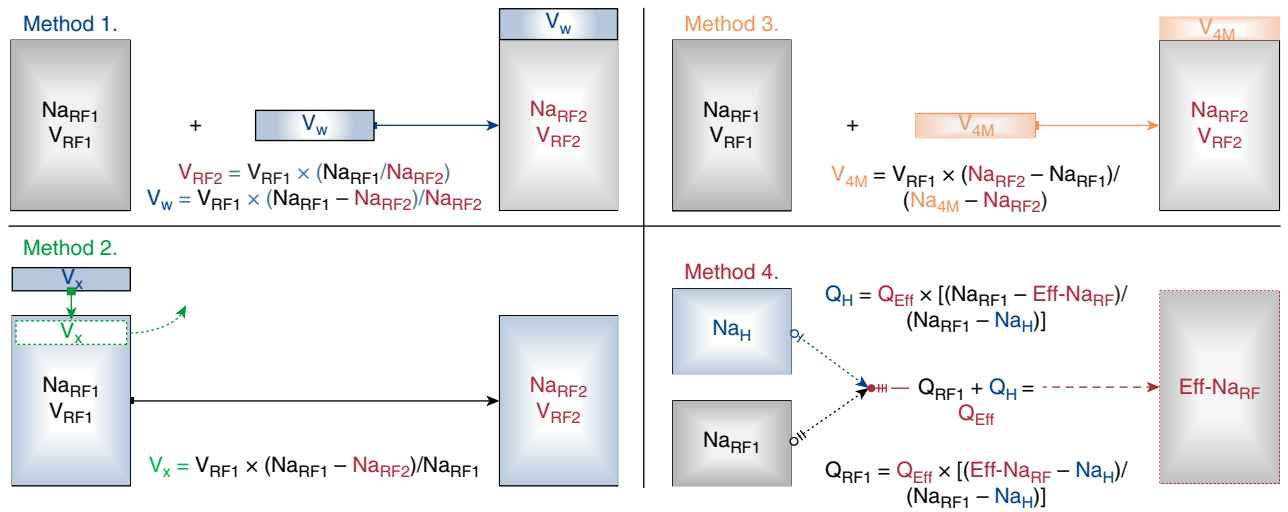 Method 1.
V_w
Na_RF1
V_RF1
+
V_w
Na_RF2
V_RF2
V_RF2 = V_RF1 × (Na_RF1/Na_RF2)
V_w = V_RF1 × (Na_RF1 – Na_RF2)/Na_RF2
Method 3.
V_4M
Na_RF1
V_RF1
+
V_4M
Na_RF2
V_RF2
V_4M = V_RF1 × (Na_RF2 – Na_RF1)/
(Na_4M – Na_RF2)
Method 2.
V_x
V_x
Na_RF1
V_RF1
Na_RF2
V_RF2
V_x = V_RF1 × (Na_RF1 – Na_RF2)/Na_RF1
Method 4.
Na_H
Q_H = Q_Eff × [(Na_RF1 – Eff-Na_RF)/
(Na_RF1 – Na_H)]
Q_RF1 + Q_H =
Q_Eff
Eff-Na_RF
Na_RF1
Q_RF1 = Q_Eff × [(Eff-Na_RF – Na_H)/
(Na_RF1 – Na_H)]